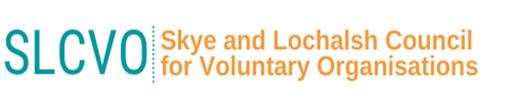 SLCVO
Skye and Lochalsh Council
for Voluntary Organisations